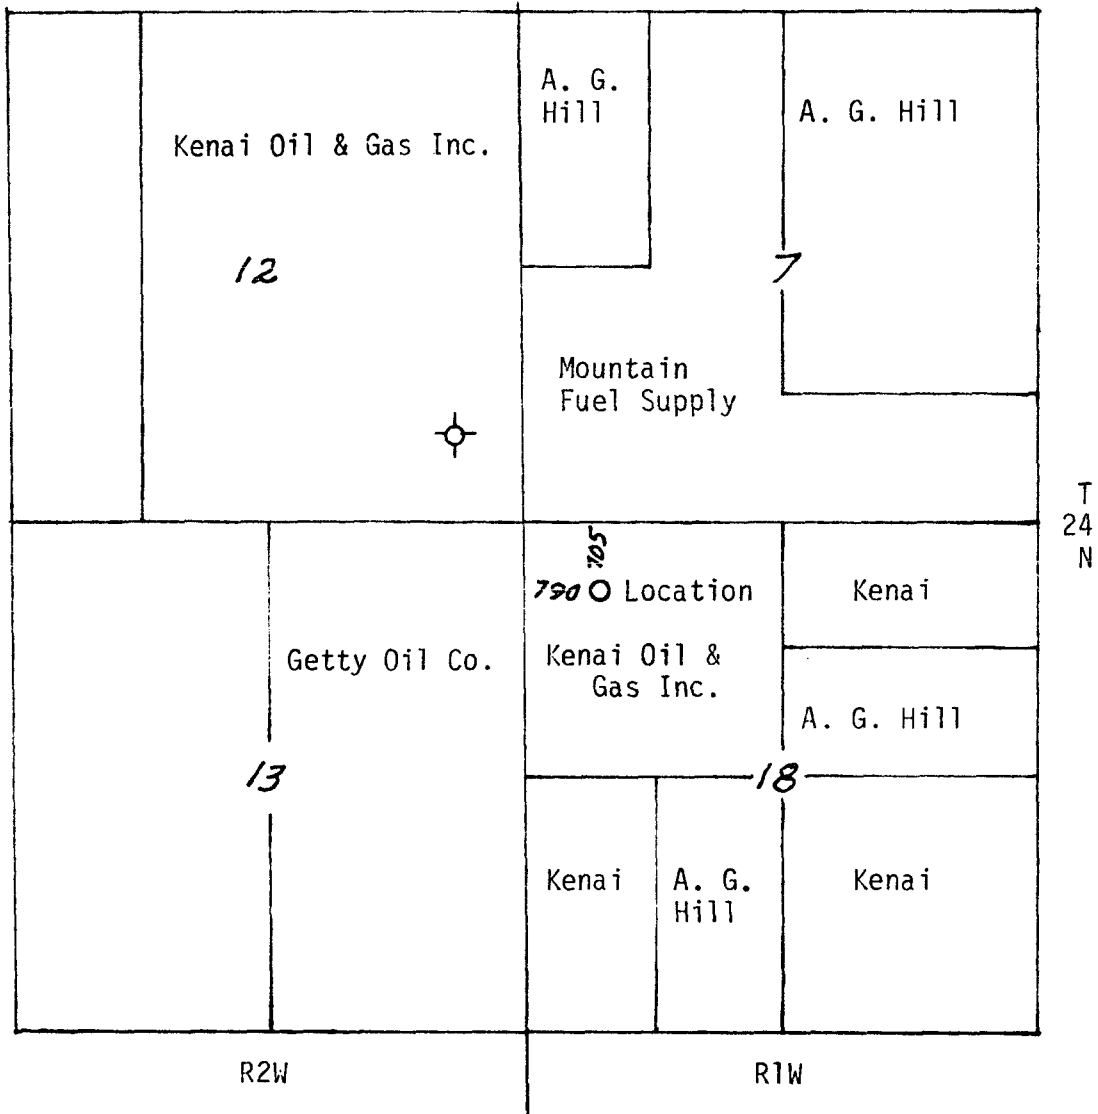 A. G.
Hill
A. G. Hill
Kenai Oil & Gas Inc.
12
7
Mountain
Fuel Supply
T
24
N
705
790 Location
Kenai
Getty Oil Co.
Kenai Oil &
Gas Inc.
A. G. Hill
13
18
Kenai
A. G.
Hill
Kenai
R2W
R1W